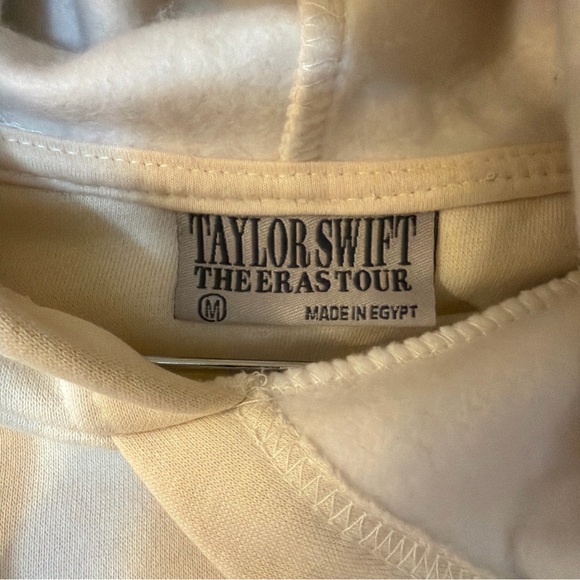 TAYLOR SWIFT
THE ERAS TOUR
M MADE IN EGYPT